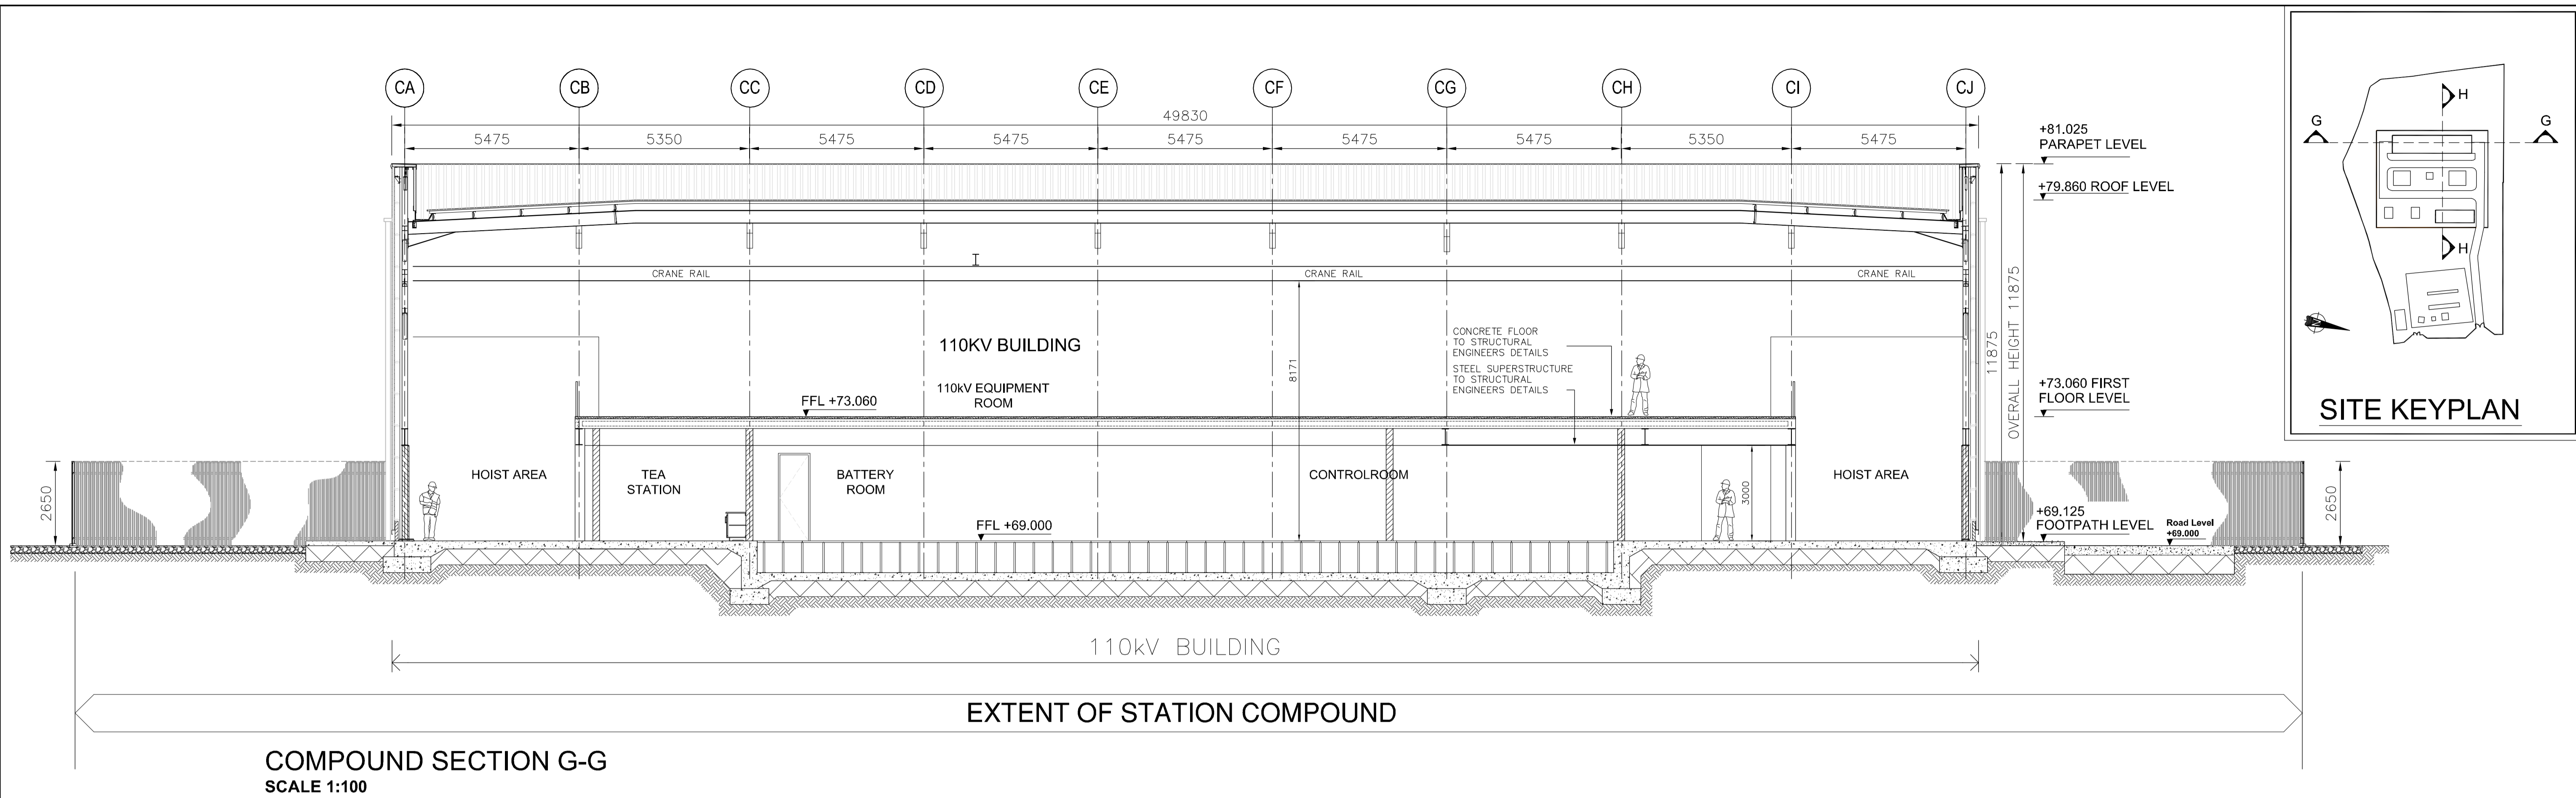 CA
CB
CC
CD
CE
CF
CG
CH
CI
CJ
49830
5475
5350
5475
5475
5475
5475
5475
5350
5475
+81.025
PARAPET LEVEL
+79.860 ROOF LEVEL
CRANE RAIL
CRANE RAIL
CRANE RAIL
110KV BUILDING
110kV EQUIPMENT
ROOM
FFL +73.060
8171
CONCRETE FLOOR
TO STRUCTURAL
ENGINEERS DETAILS
STEEL SUPERSTRUCTURE
TO STRUCTURAL
ENGINEERS DETAILS
11875
OVERALL HEIGHT 11875
+73.060 FIRST
FLOOR LEVEL
2650
HOIST AREA
TEA
STATION
BATTERY
ROOM
FFL +69.000
CONTROLROOM
3000
HOIST AREA
+69.125
FOOTPATH LEVEL
Road Level
+69.000
2650
110kV BUILDING
EXTENT OF STATION COMPOUND
COMPOUND SECTION G-G
SCALE 1:100
H
G
G
H
SITE KEYPLAN